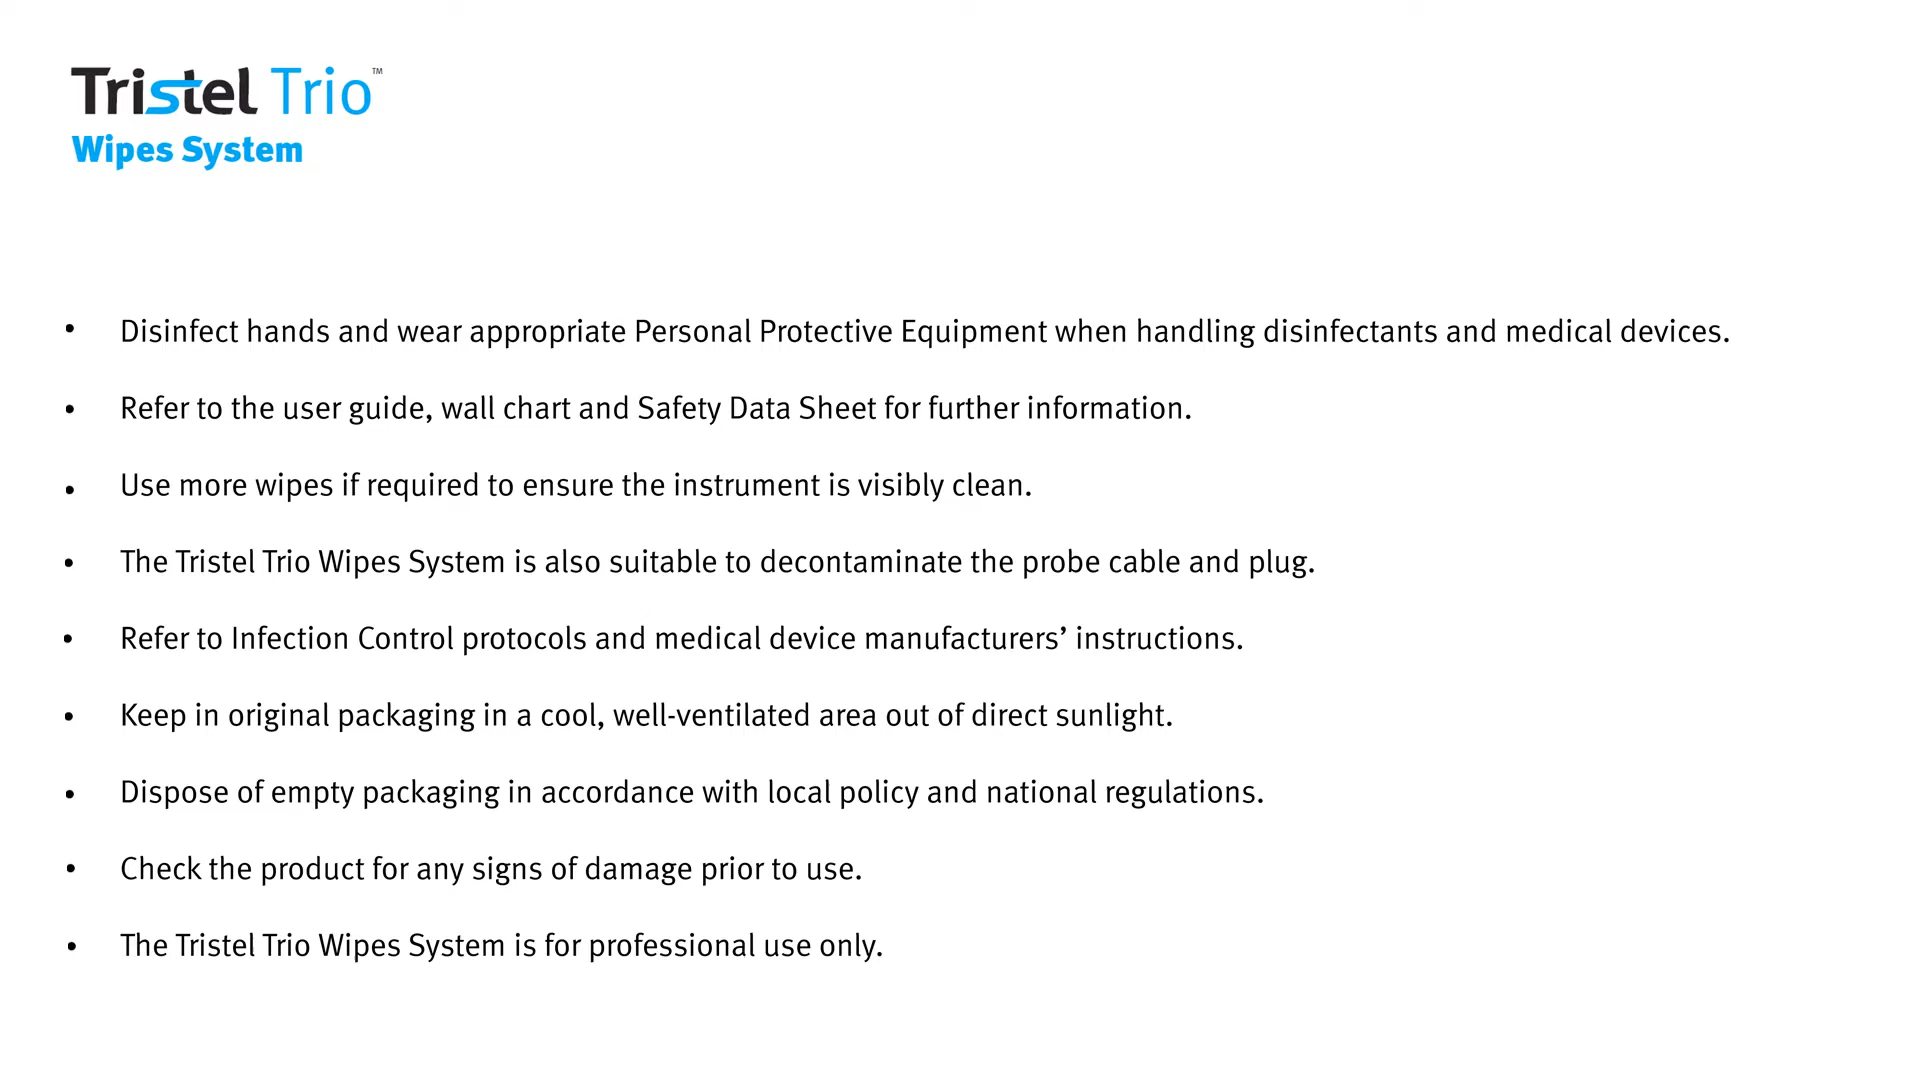 Tristel Trio™
Wipes System
• Disinfect hands and wear appropriate Personal Protective Equipment when handling disinfectants and medical devices.
• Refer to the user guide, wall chart and Safety Data Sheet for further information.
• Use more wipes if required to ensure the instrument is visibly clean.
• The Tristel Trio Wipes System is also suitable to decontaminate the probe cable and plug.
• Refer to Infection Control protocols and medical device manufacturers’ instructions.
• Keep in original packaging in a cool, well-ventilated area out of direct sunlight.
• Dispose of empty packaging in accordance with local policy and national regulations.
• Check the product for any signs of damage prior to use.
• The Tristel Trio Wipes System is for professional use only.